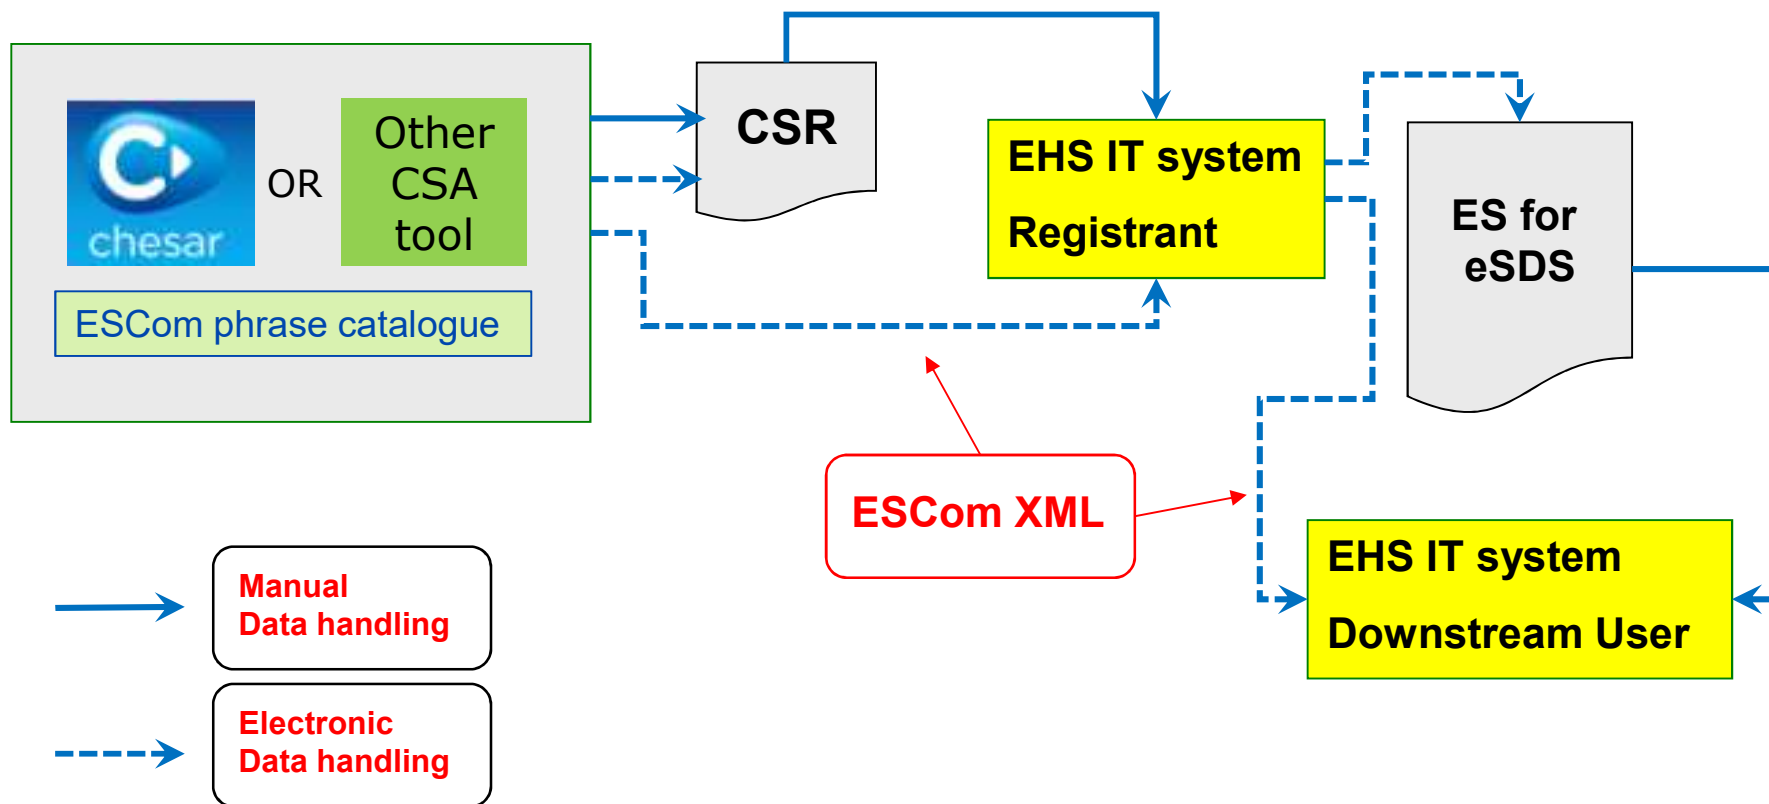 Other
CSA
tool
OR
chesar
ESCom phrase catalogue
CSR
EHS IT system
Registrant
ES for
eSDS
ESCom XML
EHS IT system
Downstream User
Manual
Data handling
Electronic
Data handling